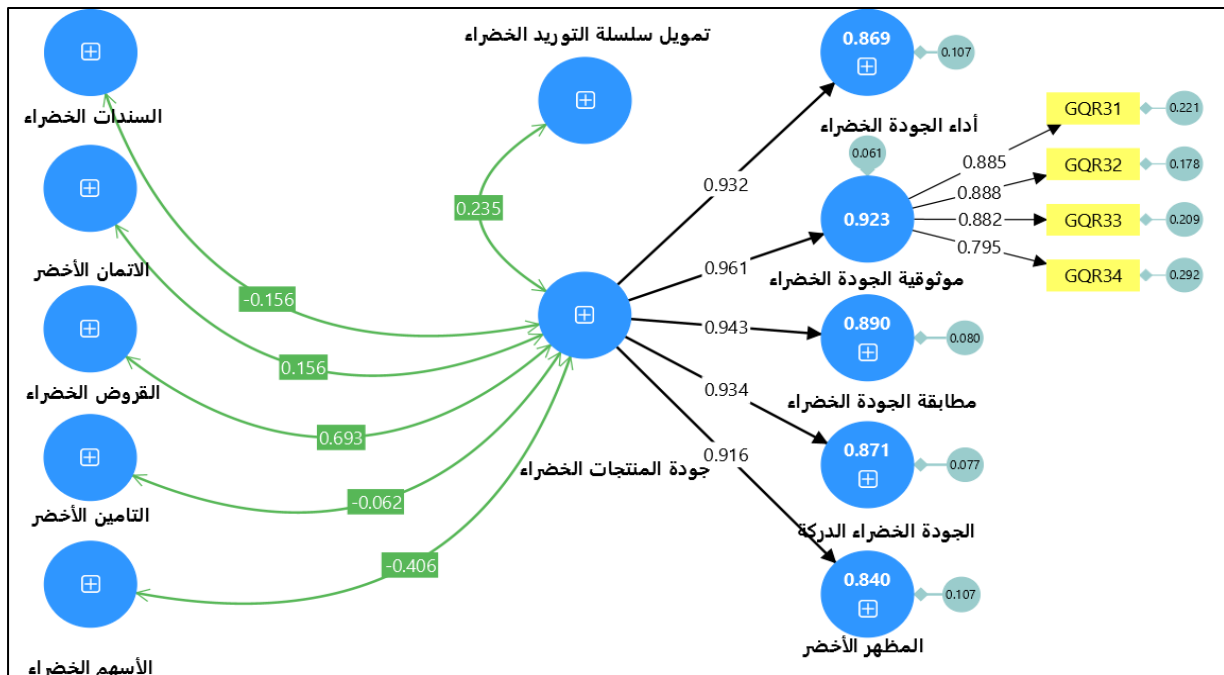 السندات الخضراء
الاتمان الأخضر
القروض الخضراء
التامين الأخضر
الأسهم الخضراء
-0.156
0.156
0.693
-0.062
-0.406
تمويل سلسلة التوريد الخضراء
0.235
جودة المنتجات الخضراء
0.932
0.961
0.943
0.934
0.916
0.869
0.107
أداء الجودة الخضراء
0.061
0.923
موثوقية الجودة الخضراء
0.885
0.888
0.882
0.795
GQR31
0.221
GQR32
0.178
GQR33
0.209
GQR34
0.292
0.890
0.080
مطابقة الجودة الخضراء
0.871
0.077
الجودة الخضراء الدركة
0.840
0.107
المظهر الأخضر